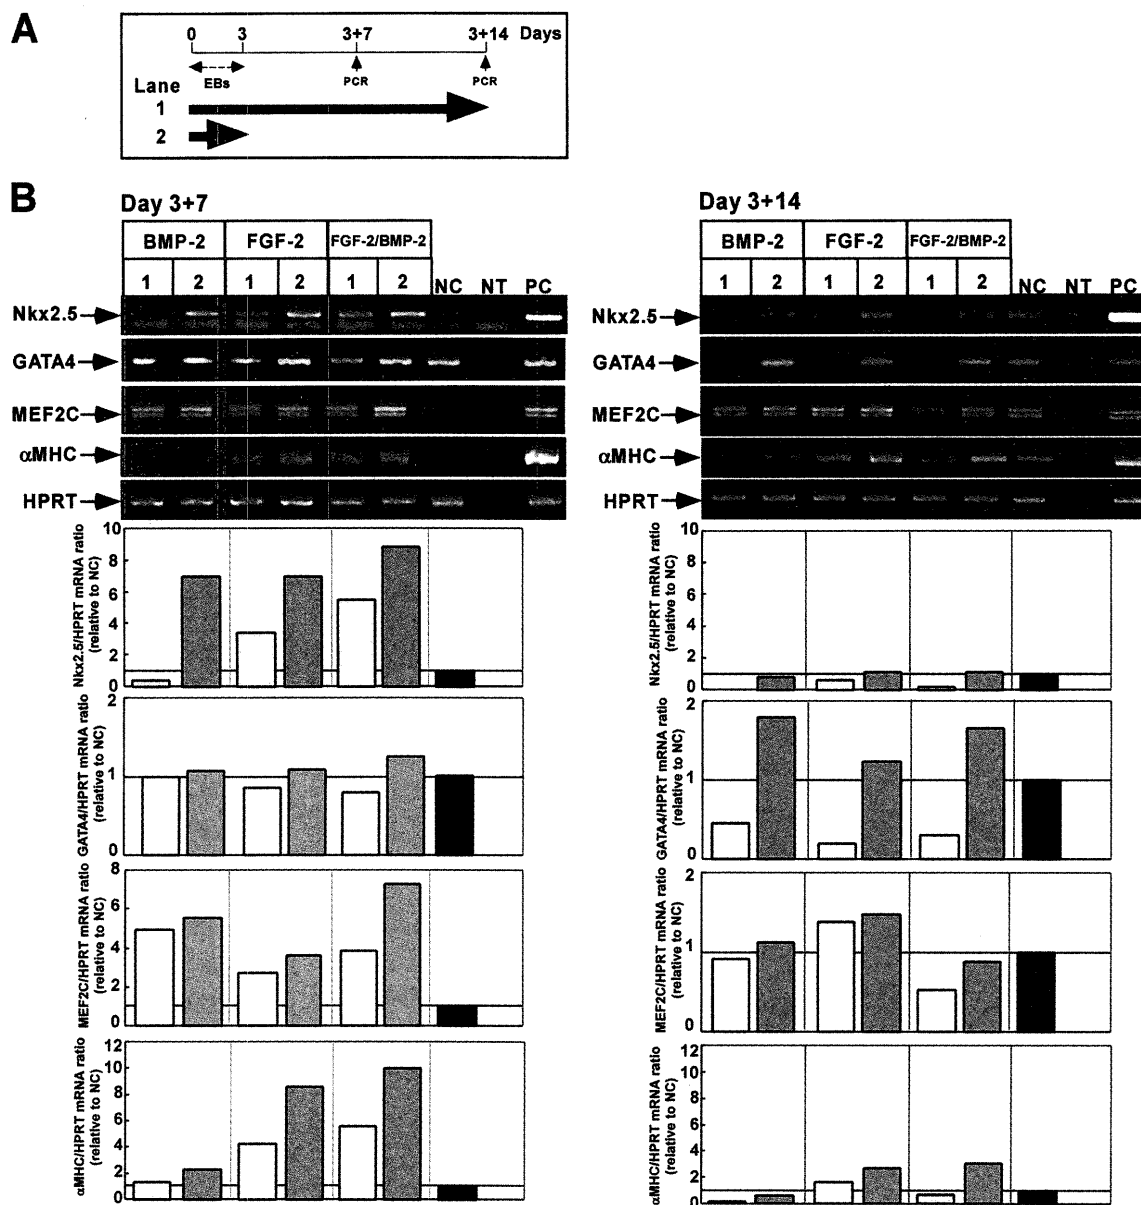 A
0 3 3+7 3+14 Days
EBs PCR PCR
Lane
1
2
B
Day 3+7
BMP-2 FGF-2 FGF-2/BMP-2
1 2 1 2 1 2 NC NT PC
Nkx2.5
GATA4
MEF2C
αMHC
HPRT
Nkx2.5/HPRT mRNA ratio
(relative to NC)
10
8
6
4
2
0
GATA4/HPRT mRNA ratio
(relative to NC)
2
1
0
MEF2C/HPRT mRNA ratio
(relative to NC)
8
6
4
2
1
0
αMHC/HPRT mRNA ratio
(relative to NC)
12
10
8
6
4
2
0
Day 3+14
BMP-2 FGF-2 FGF-2/BMP-2
1 2 1 2 1 2 NC NT PC
Nkx2.5
GATA4
MEF2C
αMHC
HPRT
Nkx2.5/HPRT mRNA ratio
(relative to NC)
10
8
6
4
2
1
0
GATA4/HPRT mRNA ratio
(relative to NC)
2
1
0
MEF2C/HPRT mRNA ratio
(relative to NC)
2
1
0
αMHC/HPRT mRNA ratio
(relative to NC)
12
10
8
6
4
2
1
0